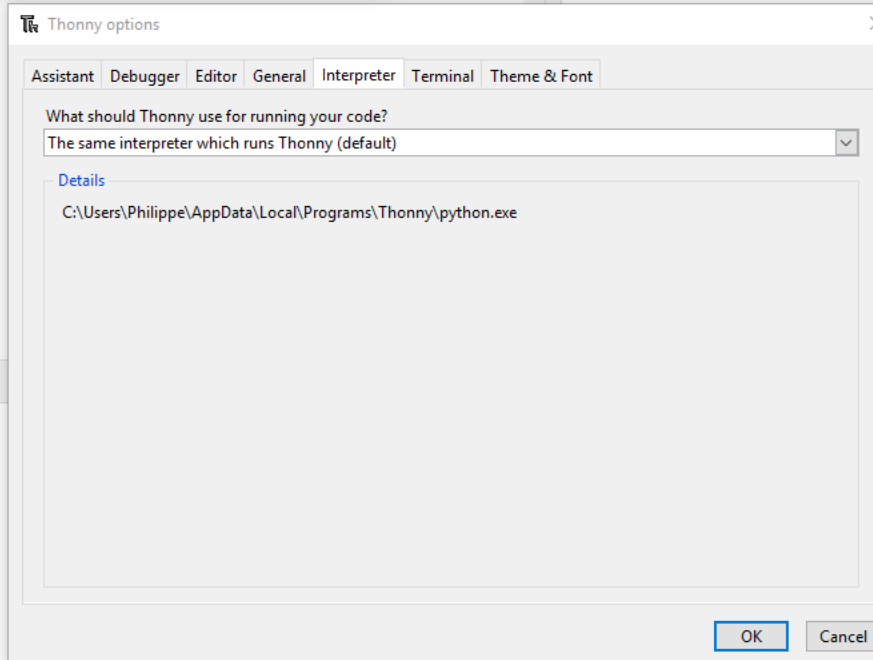 Thonny options
Assistant Debugger Editor General Interpreter Terminal Theme & Font
What should Thonny use for running your code?
The same interpreter which runs Thonny (default)
Details
C:\Users\Philippe\AppData\Local\Programs\Thonny\python.exe
OK Cancel